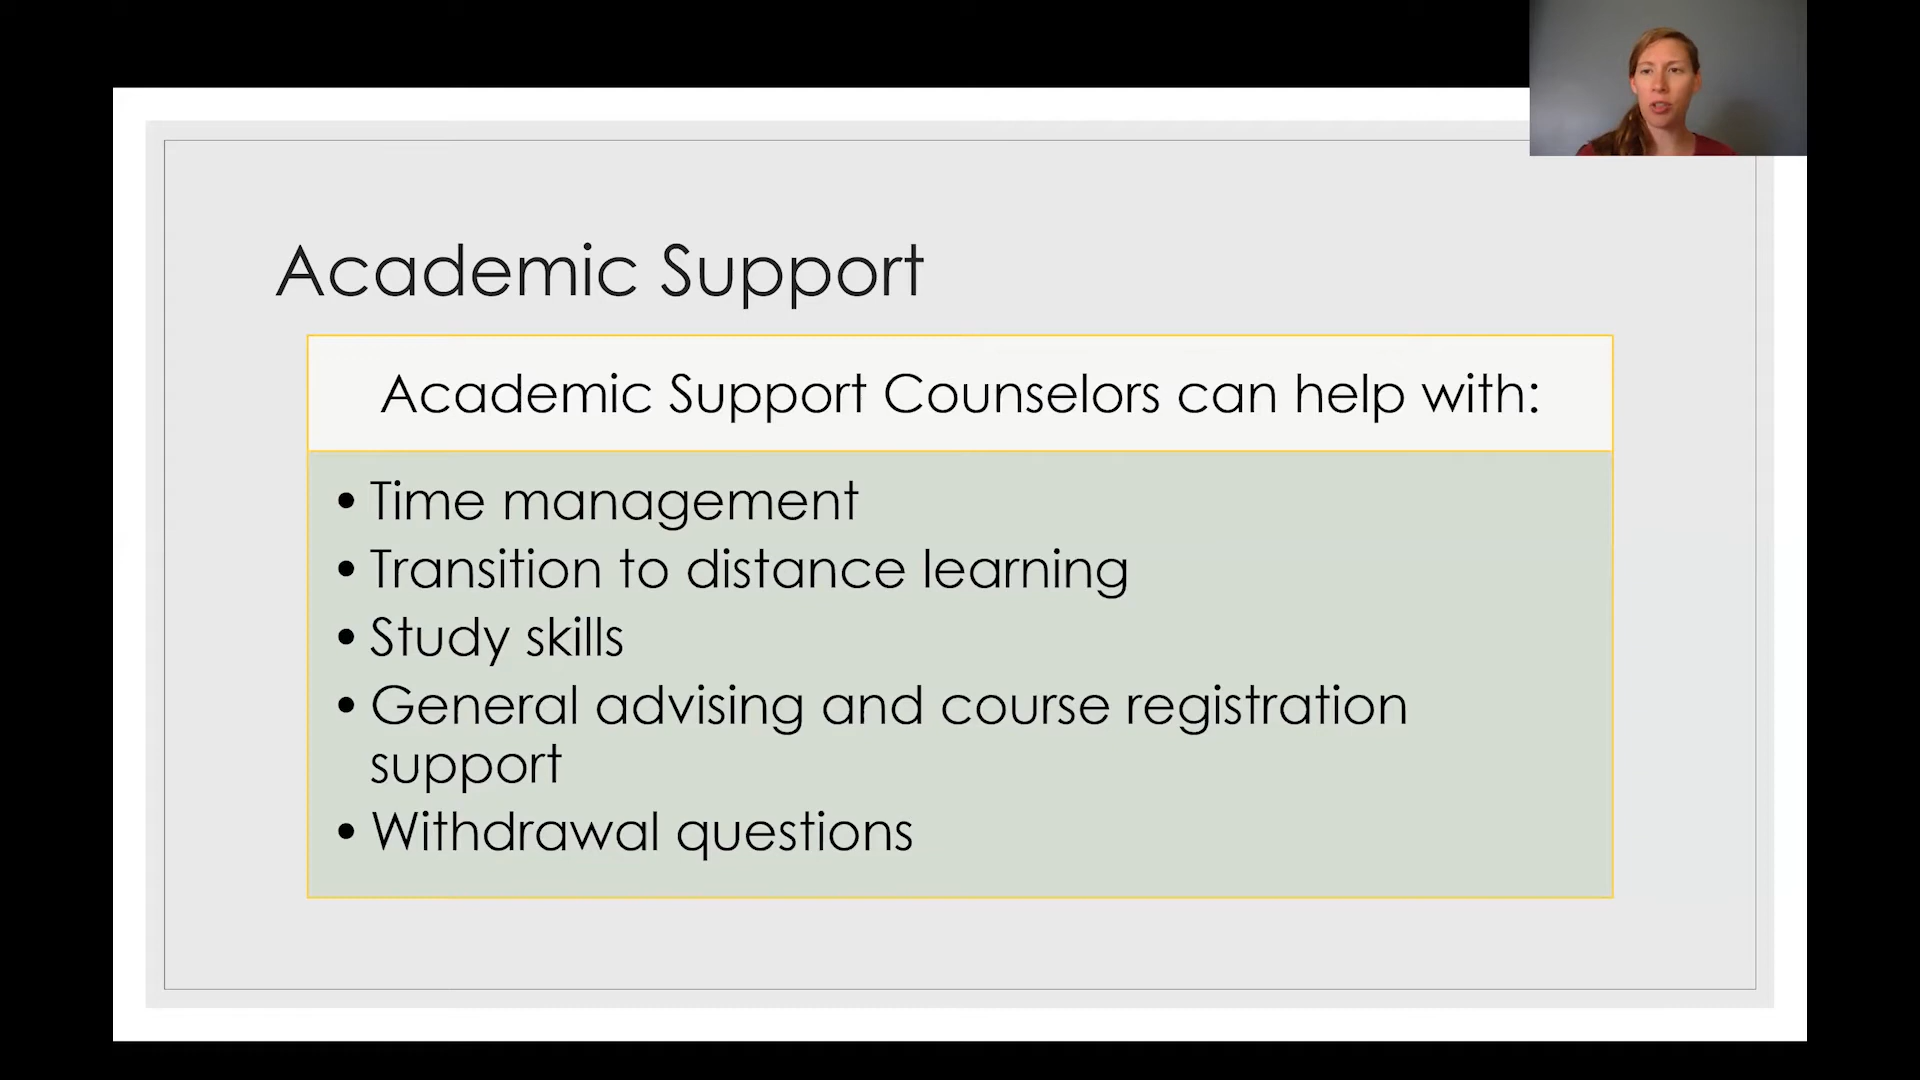 Academic Support
Academic Support Counselors can help with:
• Time management
• Transition to distance learning
• Study skills
• General advising and course registration
support
• Withdrawal questions